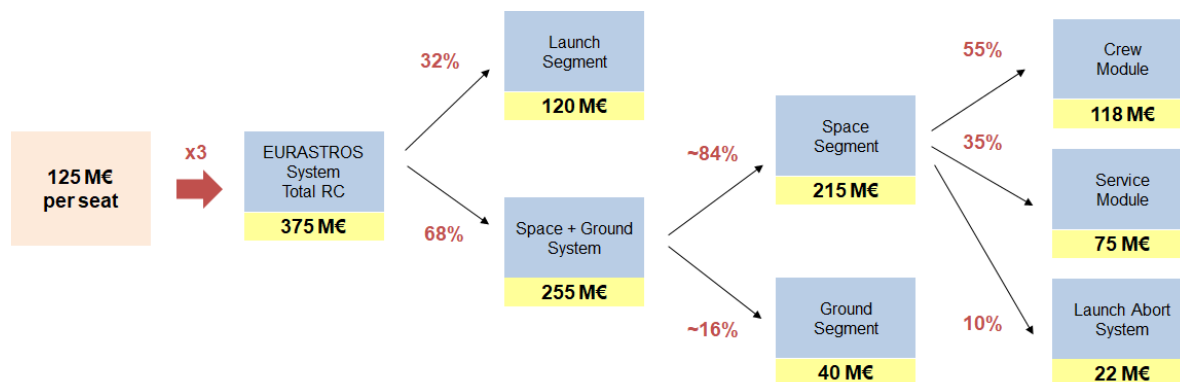 125 M€
per seat
x3
EURASTROS
System
Total RC
375 M€
32%
68%
Launch
Segment
120 M€
Space + Ground
System
255 M€
~84%
~16%
Space
Segment
215 M€
Ground
Segment
40 M€
55%
35%
10%
Crew
Module
118 M€
Service
Module
75 M€
Launch Abort
System
22 M€